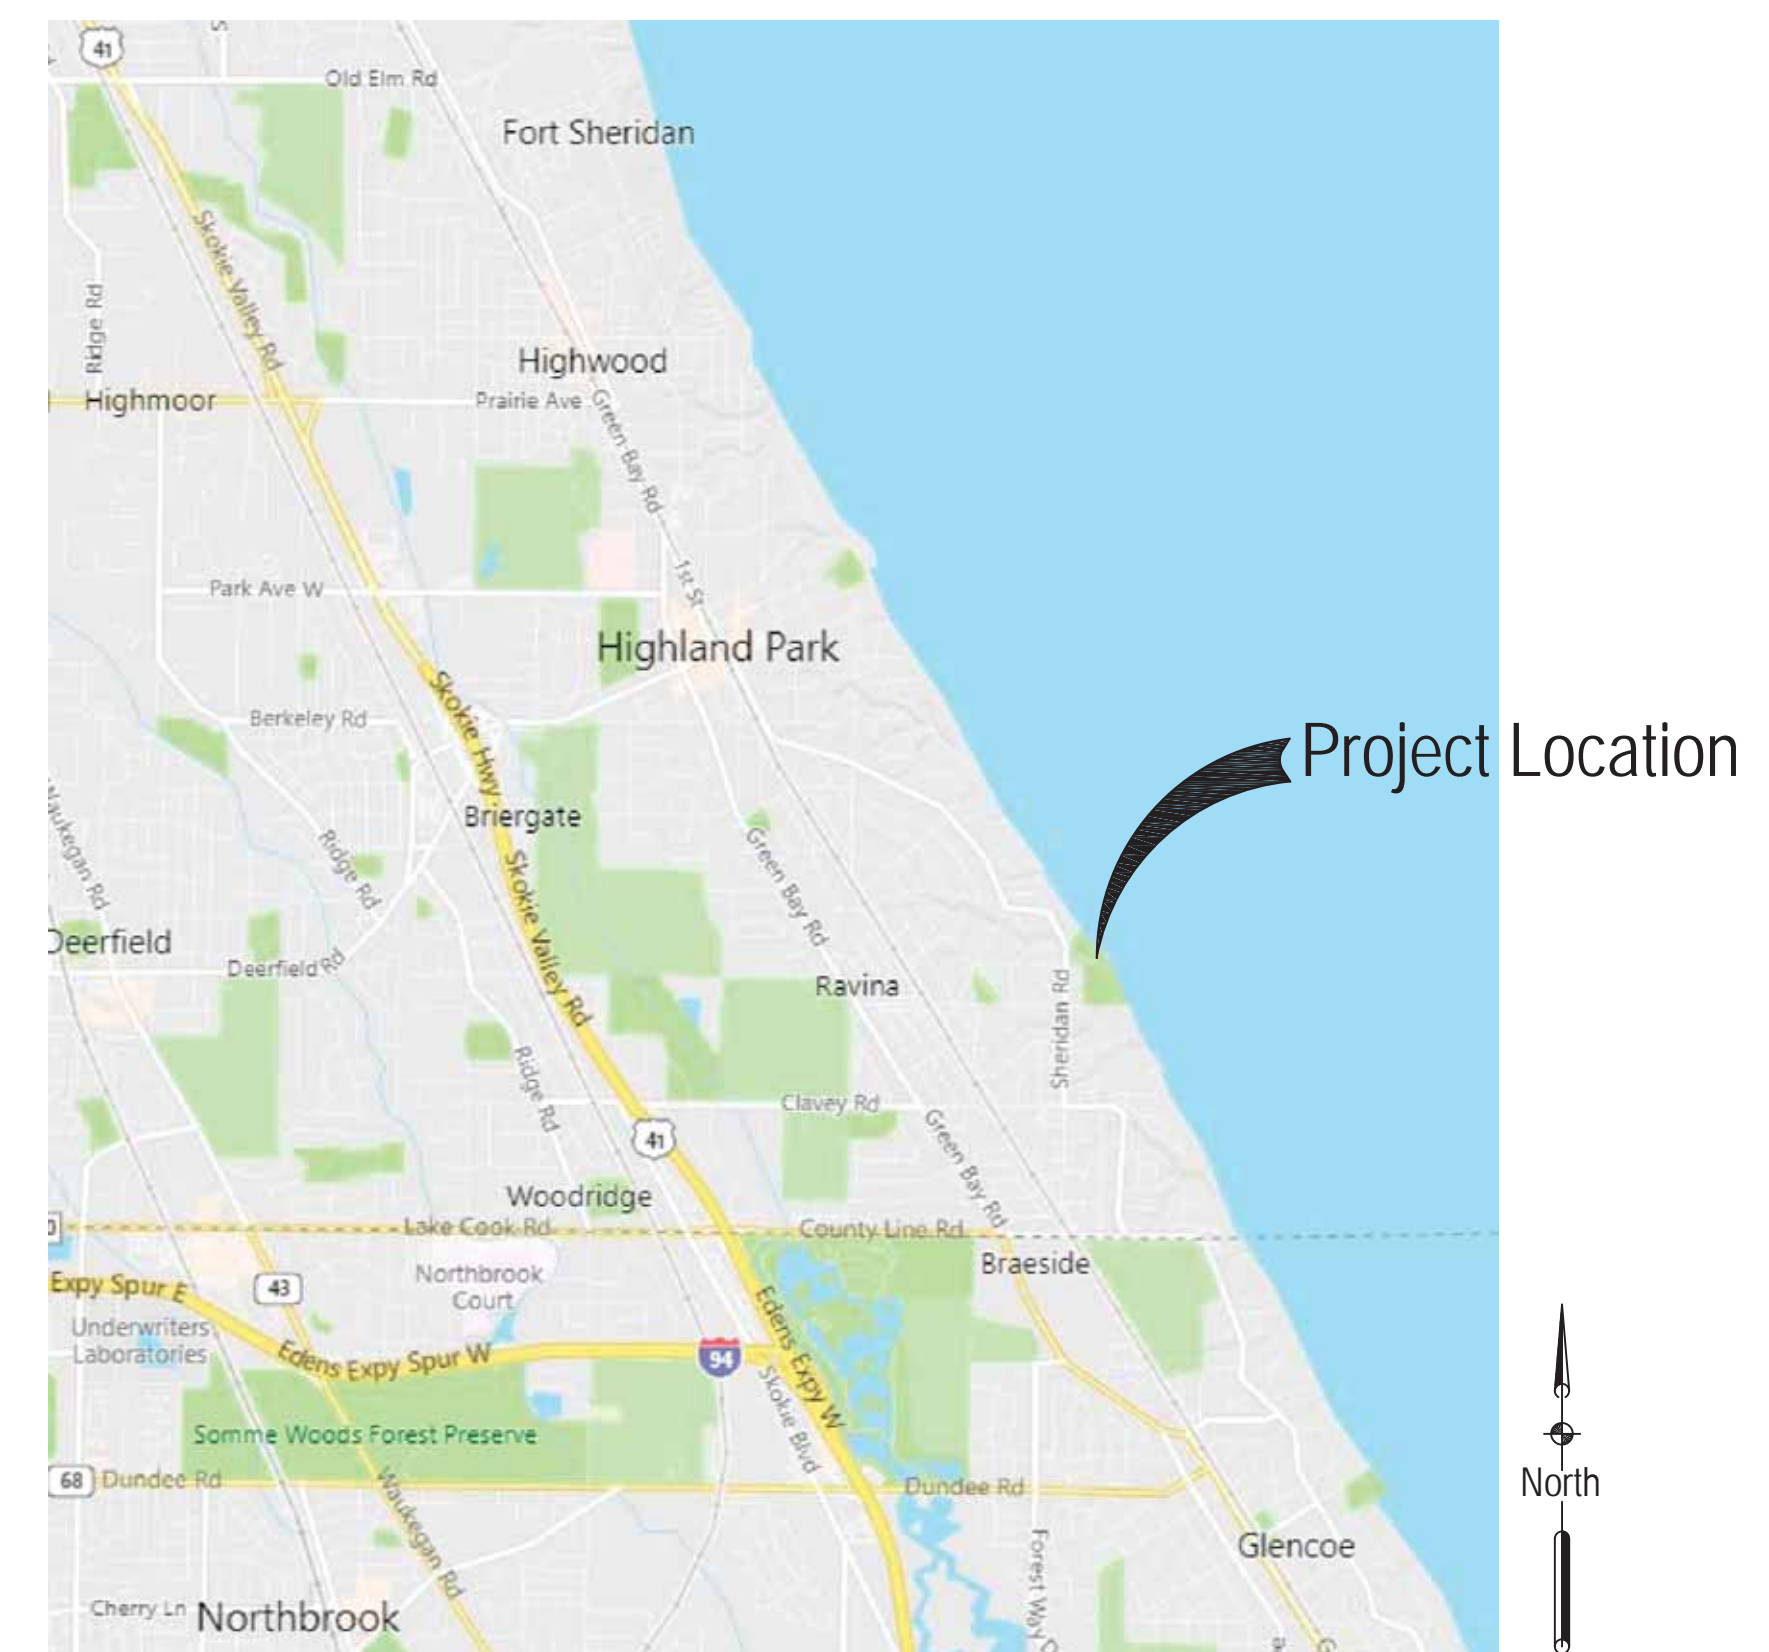 41
Old Elm Rd
Fort Sheridan
Skokie Valley Rd
Ridge Rd
Highwood
Highmoor
Prairie Ave
Green Bay Rd
Park Ave W
1st St
Highland Park
Skokie Hwy
Berkeley Rd
Project Location
Waukegan Rd
Briergate
Ridge Rd
Green Bay Rd
Skokie Valley Rd
Deerfield
Deerfield Rd
Ravina
Sheridan Rd
Ridge Rd
Clavey Rd
Green Bay Rd
41
Woodridge
Lake Cook Rd
County Line Rd
Braeside
Northbrook
Court
43
Expy Spur E
Edens Expy W
Underwriters
Laboratories
Edens Expy Spur W
94
Skokie Blvd
Somme Woods Forest Preserve
68
Dundee Rd
Dundee Rd
North
Waukegan Rd
Forest Way
Glencoe
Cherry Ln
Northbrook